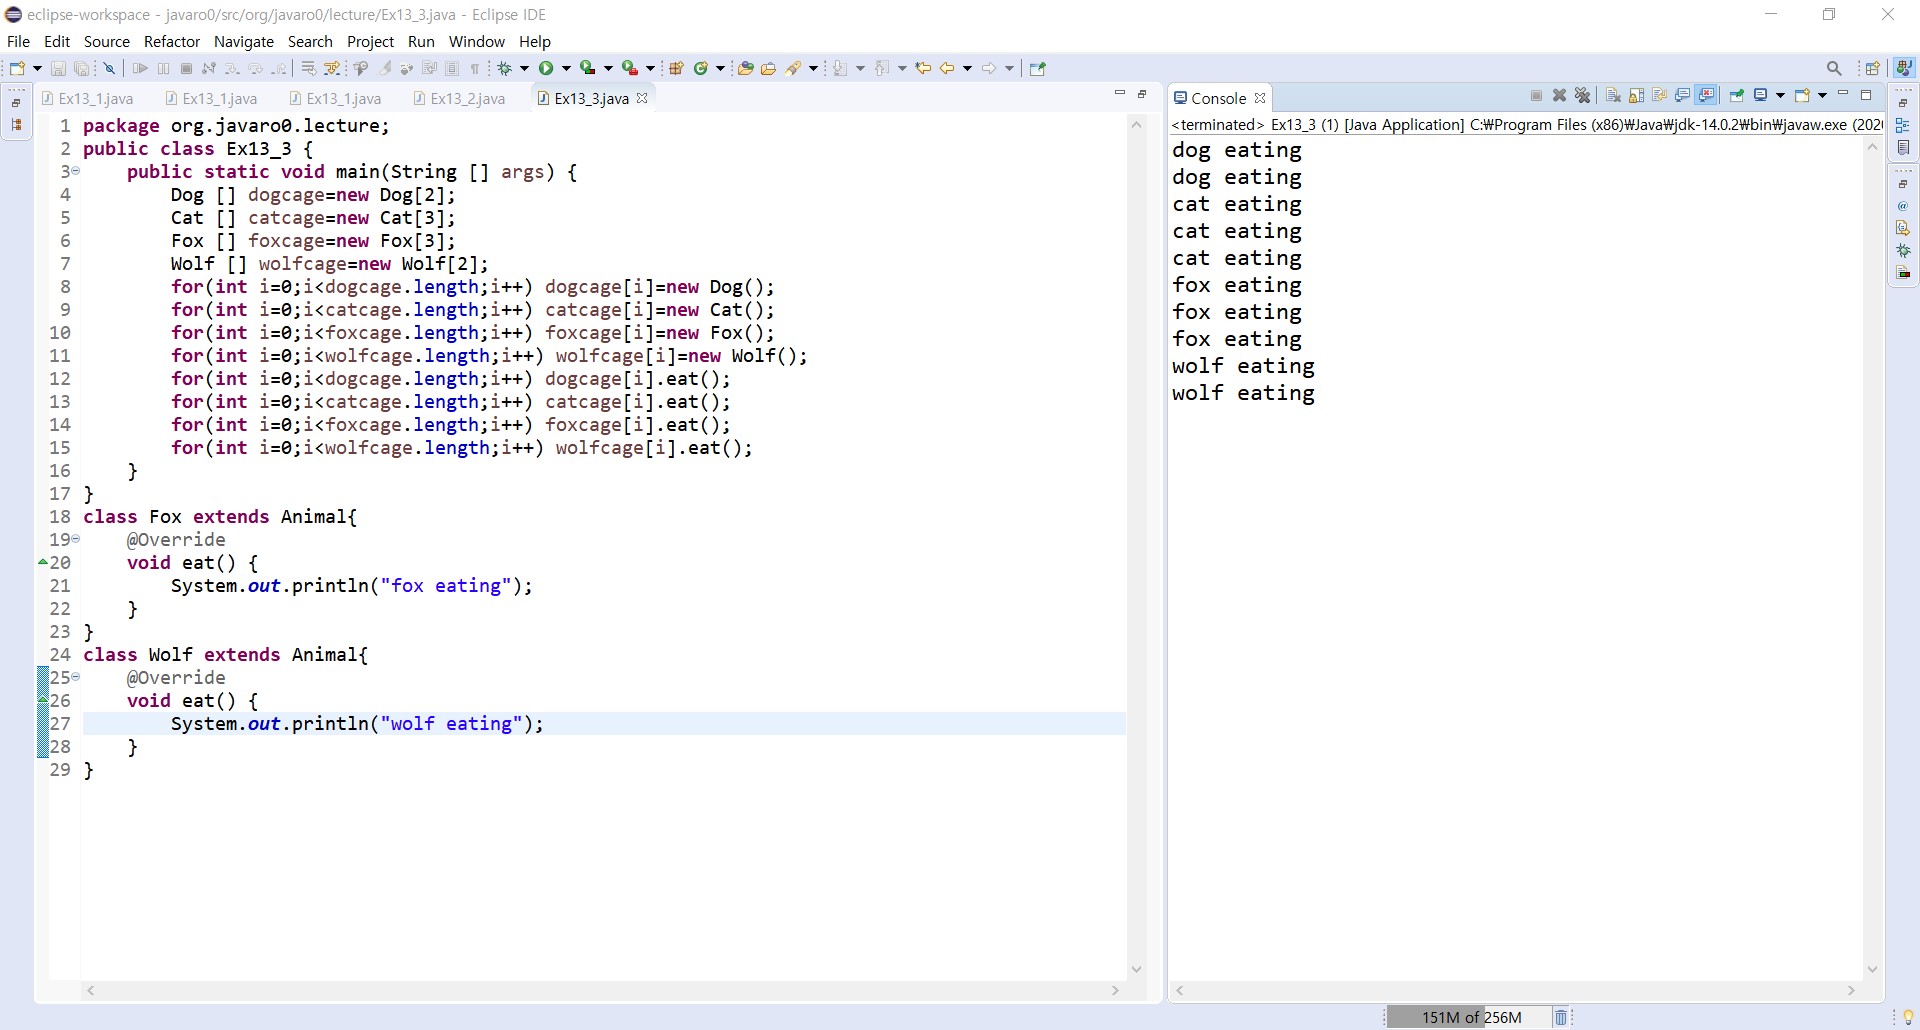 eclipse-workspace - javaro0/src/org/javaro0/lecture/Ex13_3.java - Eclipse IDE
File Edit Source Refactor Navigate Search Project Run Window Help
Ex13_1.java Ex13_1.java Ex13_1.java Ex13_2.java Ex13_3.java
1 package org.javaro0.lecture;
2 public class Ex13_3 {
3 public static void main(String [] args) {
4 Dog [] dogcage=new Dog[2];
5 Cat [] catcage=new Cat[3];
6 Fox [] foxcage=new Fox[3];
7 Wolf [] wolfcage=new Wolf[2];
8 for(int i=0;i<dogcage.length;i++) dogcage[i]=new Dog();
9 for(int i=0;i<catcage.length;i++) catcage[i]=new Cat();
10 for(int i=0;i<foxcage.length;i++) foxcage[i]=new Fox();
11 for(int i=0;i<wolfcage.length;i++) wolfcage[i]=new Wolf();
12 for(int i=0;i<dogcage.length;i++) dogcage[i].eat();
13 for(int i=0;i<catcage.length;i++) catcage[i].eat();
14 for(int i=0;i<foxcage.length;i++) foxcage[i].eat();
15 for(int i=0;i<wolfcage.length;i++) wolfcage[i].eat();
16 }
17 }
18 class Fox extends Animal{
19 @Override
20 void eat() {
21 System.out.println("fox eating");
22 }
23 }
24 class Wolf extends Animal{
25 @Override
26 void eat() {
27 System.out.println("wolf eating");
28 }
29 }
Console
<terminated> Ex13_3 (1) [Java Application] C:₩Program Files (x86)₩Java₩jdk-14.0.2₩bin₩javaw.exe (202
dog eating
dog eating
cat eating
cat eating
cat eating
fox eating
fox eating
fox eating
wolf eating
wolf eating
151M of 256M